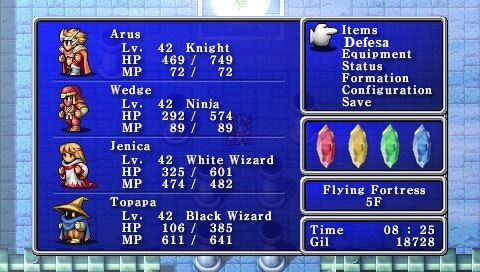 Arus
Lv. 42 Knight
HP 469 / 749
MP 72 / 72
Wedge
Lv. 42 Ninja
HP 292 / 574
MP 89 / 89
Jenica
Lv. 42 White Wizard
HP 325 / 601
MP 474 / 482
Topapa
Lv. 42 Black Wizard
HP 106 / 385
MP 611 / 641
Items
Defesa
Equipment
Status
Formation
Configuration
Save
Flying Fortress
5F
Time 08 : 25
Gil 18728